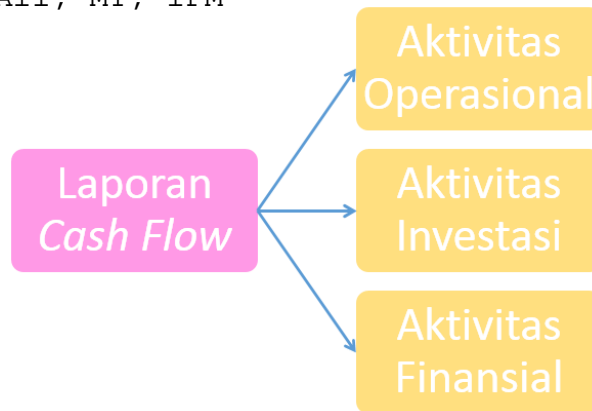 Laporan
Cash Flow
Aktivitas
Operasional
Aktivitas
Investasi
Aktivitas
Finansial